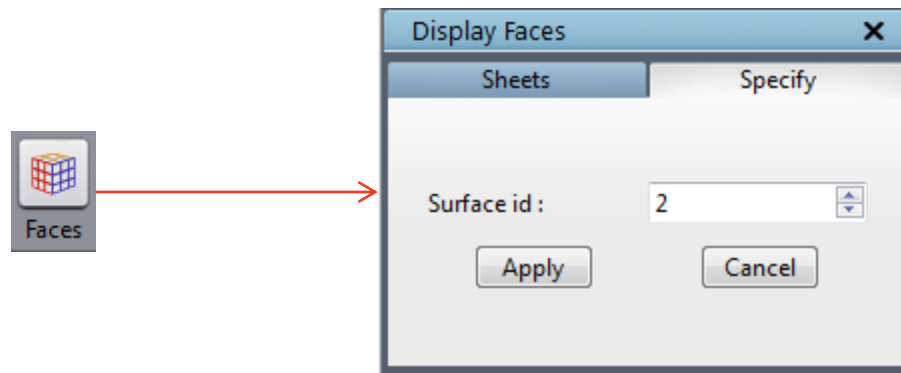 Faces
Display Faces
Sheets Specify
Surface id : 2
Apply Cancel